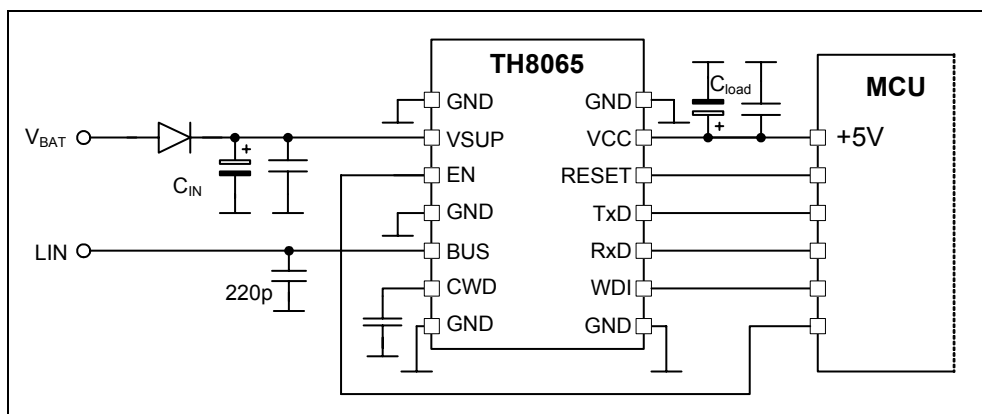 TH8065
MCU
GND
GND
C_load
V_BAT
VSUP
VCC
+5V
+
+
C_IN
EN
RESET
GND
TxD
LIN
BUS
RxD
220p
CWD
WDI
GND
GND